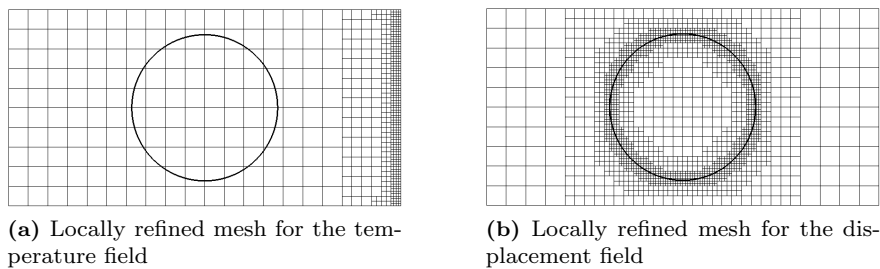 (a) Locally refined mesh for the tem-
perature field
(b) Locally refined mesh for the dis-
placement field